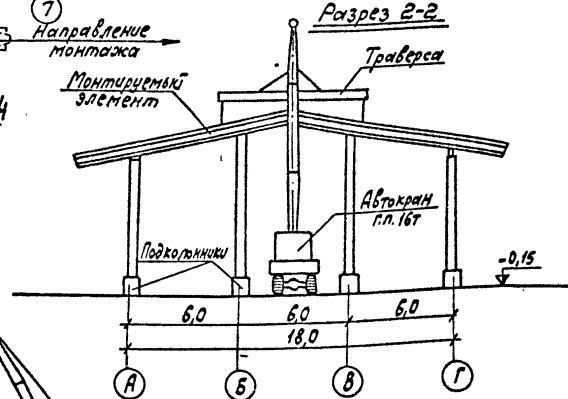 7
Разрез 2-2
Направление
монтажа
Траверса
Монтируемый
элемент
4
Автокран
г.п. 16т
Подколонники
-0,15
6,0 6,0 6,0
18,0
А Б В Г